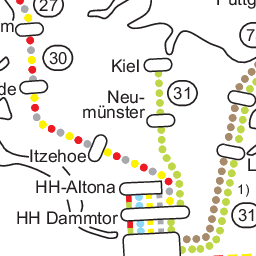 27
m
30
de
Kiel
31
Neu-
münster
Itzehoe
HH-Altona
HH Dammtor
1)
31